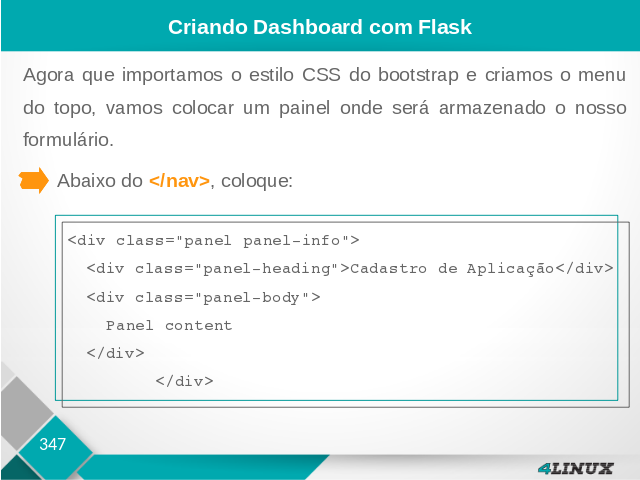 Criando Dashboard com Flask
Agora que importamos o estilo CSS do bootstrap e criamos o menu
do topo, vamos colocar um painel onde será armazenado o nosso
formulário.
Abaixo do </nav>, coloque:
<div class="panel panel-info">
<div class="panel-heading">Cadastro de Aplicação</div>
<div class="panel-body">
Panel content
</div>
</div>
347
4LINUX